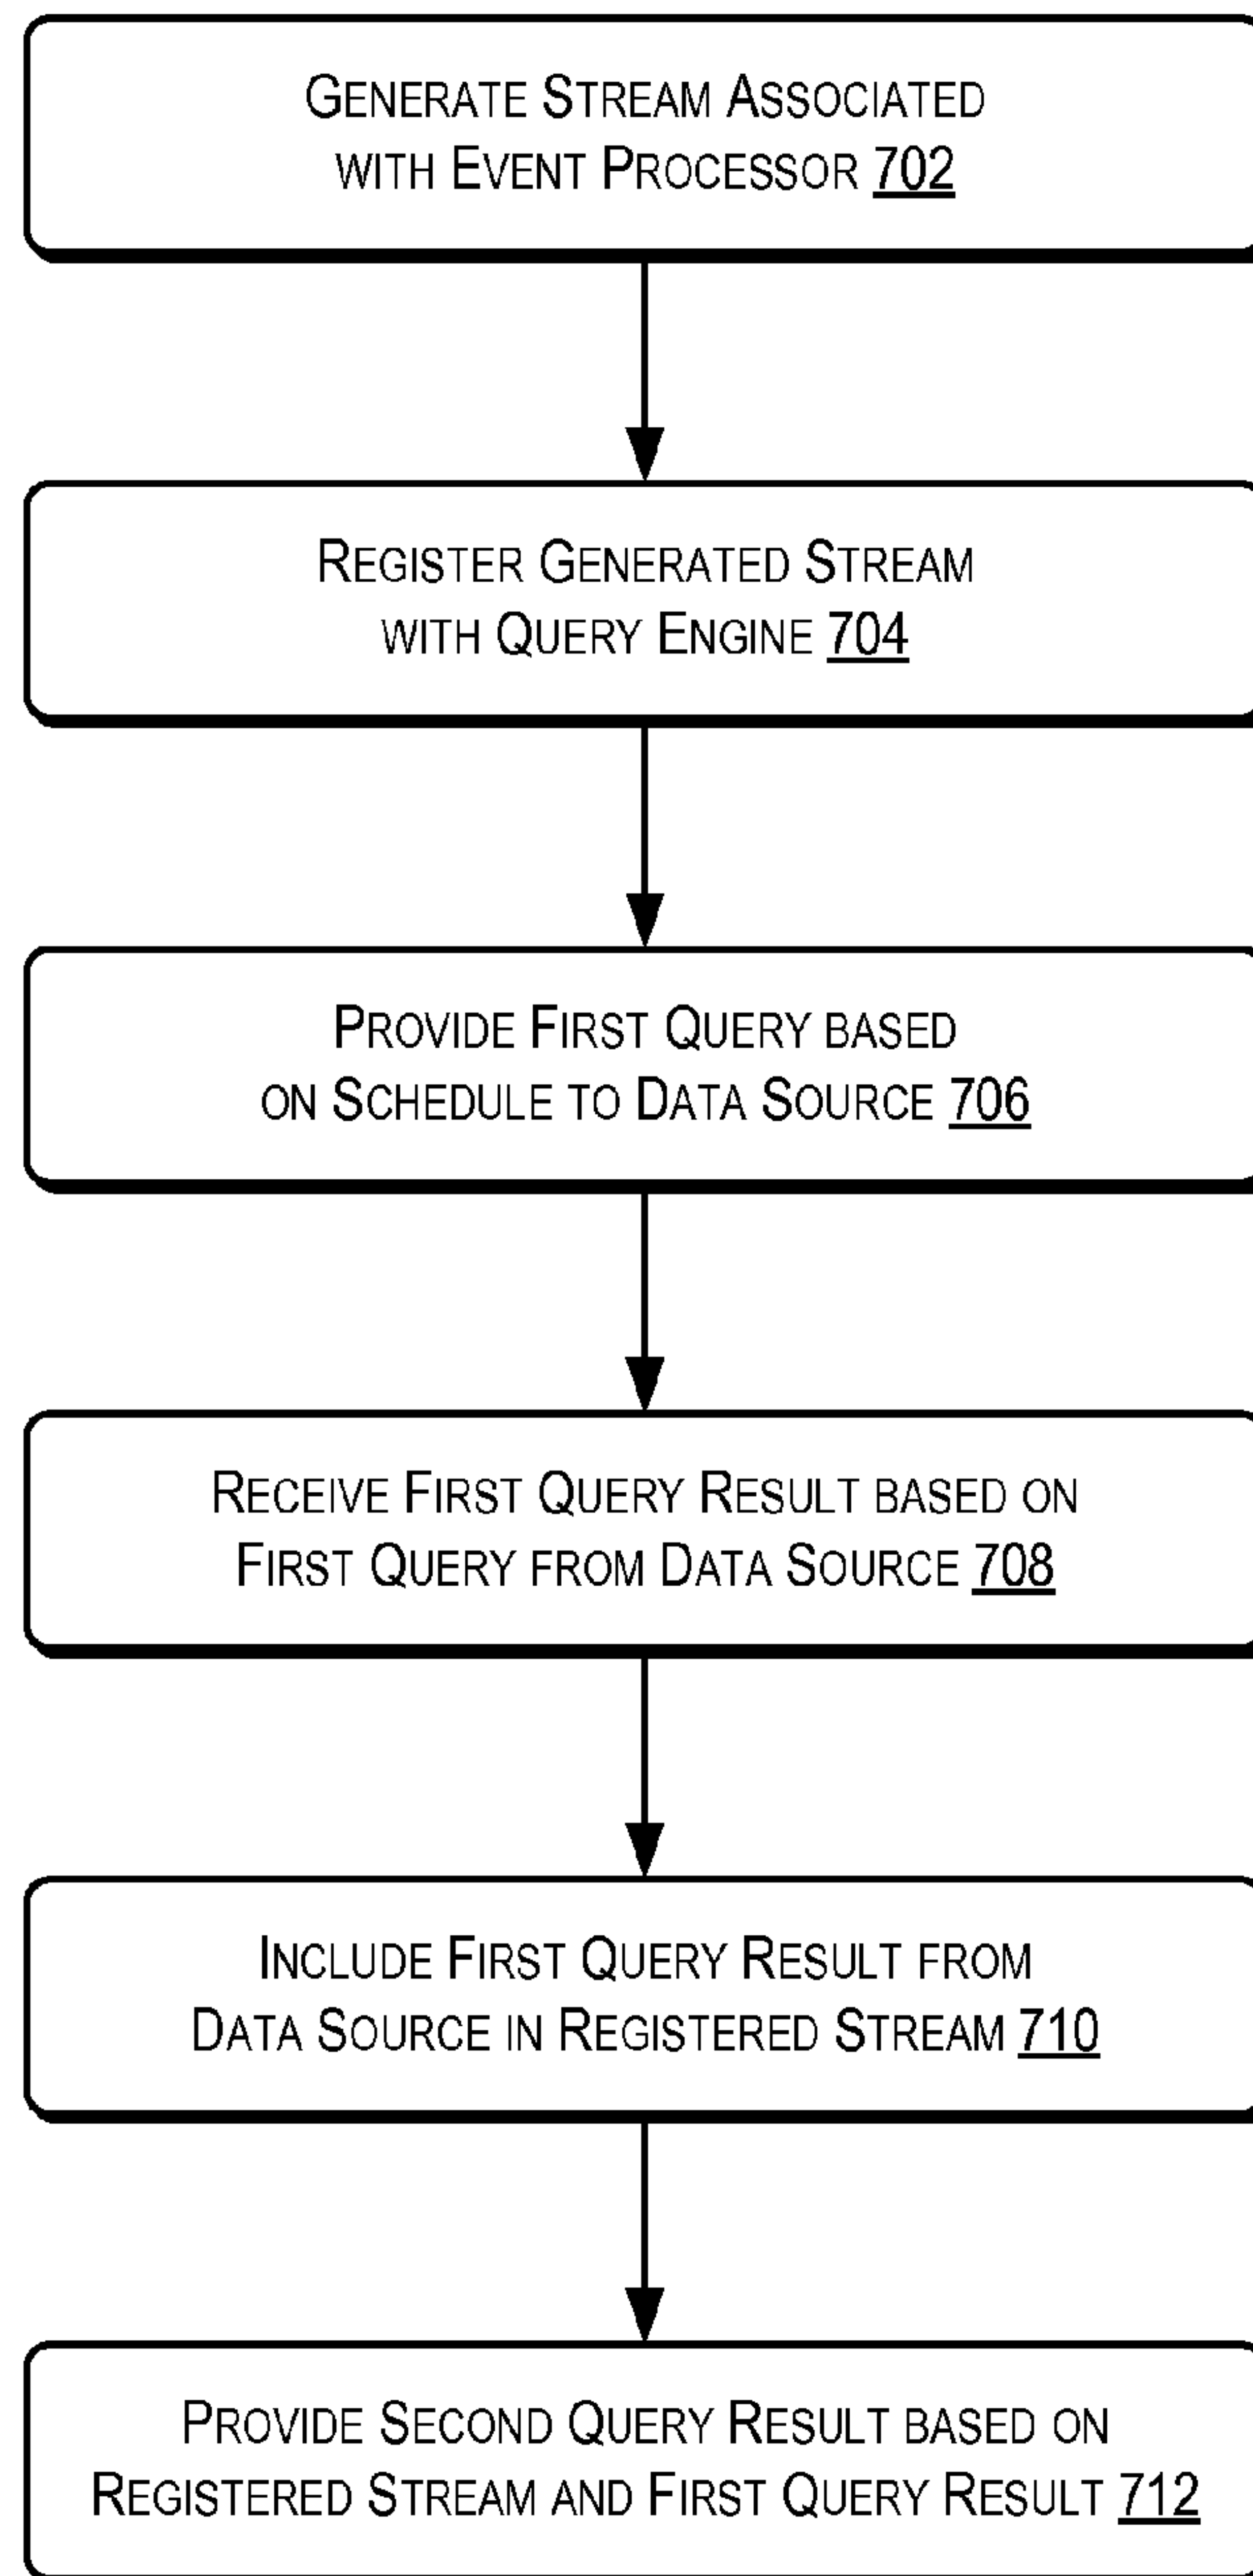 GENERATE STREAM ASSOCIATED
WITH EVENT PROCESSOR 702
REGISTER GENERATED STREAM
WITH QUERY ENGINE 704
PROVIDE FIRST QUERY BASED
ON SCHEDULE TO DATA SOURCE 706
RECEIVE FIRST QUERY RESULT BASED ON
FIRST QUERY FROM DATA SOURCE 708
INCLUDE FIRST QUERY RESULT FROM
DATA SOURCE IN REGISTERED STREAM 710
PROVIDE SECOND QUERY RESULT BASED ON
REGISTERED STREAM AND FIRST QUERY RESULT 712